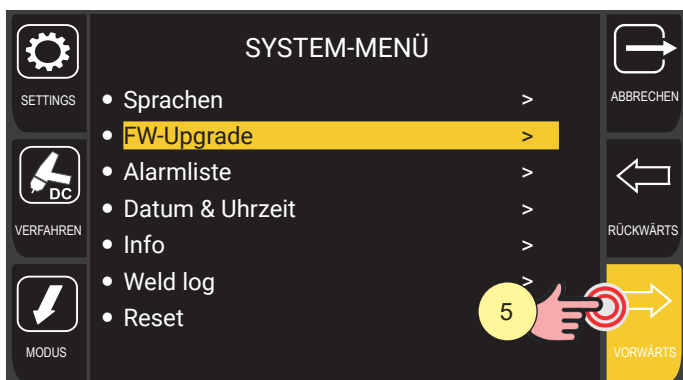 SYSTEM-MENÜ
SETTINGS
VERFAHREN
DC
MODUS
Sprachen >
FW-Upgrade >
Alarmliste >
Datum & Uhrzeit >
Info >
Weld log >
Reset
5
ABBRECHEN
RÜCKWÄRTS
VORWÄRTS